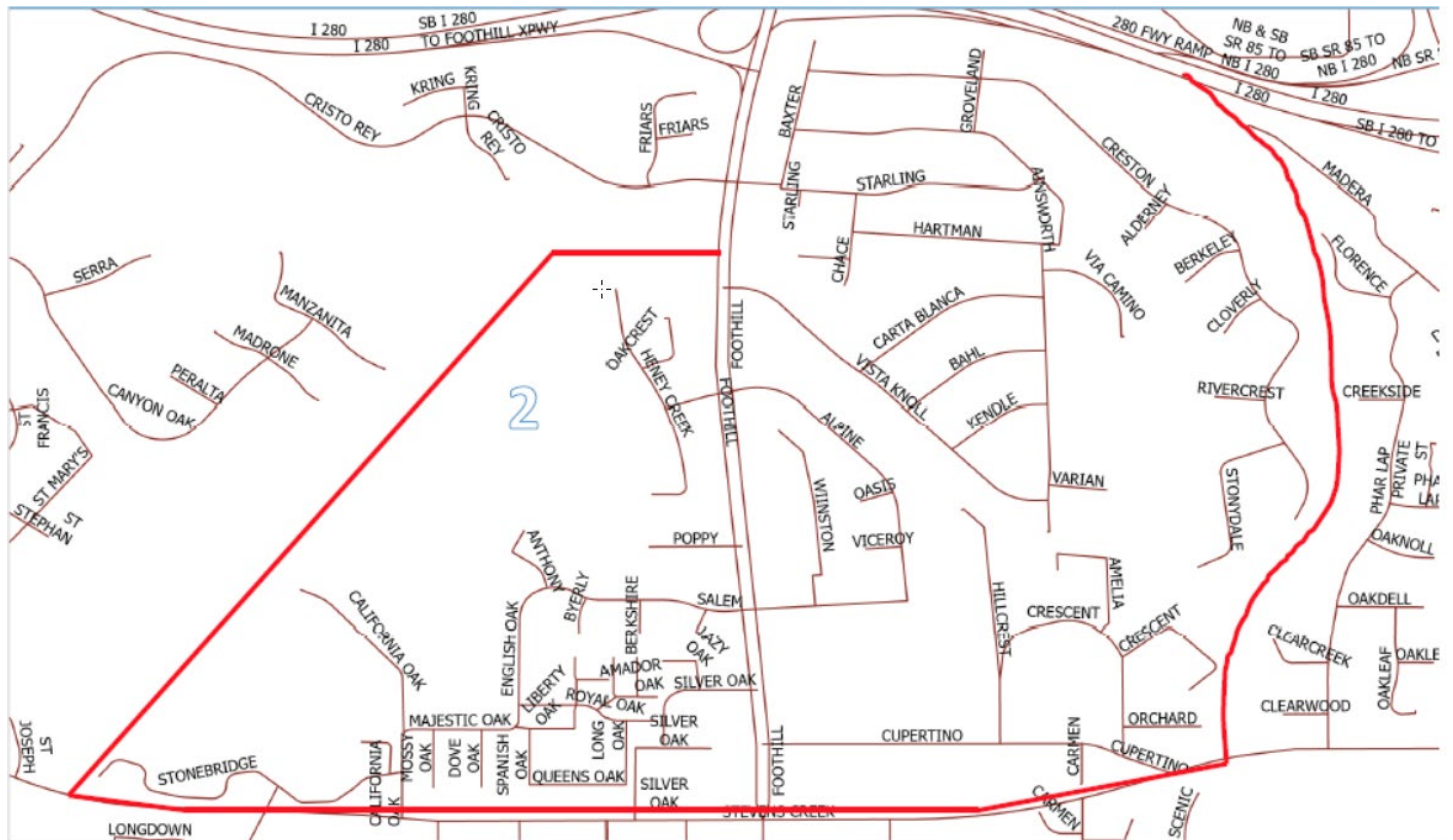 SB I 280
I 280
I 280 TO FOOTHILL XPWY
280 FWY RAMP
NB & SB
SR 85 TO
NB I 280
SB SR 85 TO
NB I 280
NB SR
I 280
I 280
SB I 280 TO
KRING
KRING
CRISTO REY
CRISTO
REY
FRIARS
FRIARS
BAXTER
GROVELAND
STARLING
STARLING
CHACE
HARTMAN
AINSWORTH
CRESTON
ALDERNEY
BERKELEY
CLOVERLY
VIA CAMINO
MADERA
FLORENCE
SERRA
MANZANITA
MADRONE
PERALTA
CANYON OAK
FRANCIS
ST
ST MARY'S
ST
STEPHAN
OAKCREST
HENEY CREEK
2
FOOTHILL
FOOTHILL
CARTA BLANCA
BAHL
VISTA KNOLL
KENDLE
ALPINE
RIVERCREST
CREEKSIDE
WIINSTON
OASIS
VICEROY
VARIAN
STONYDALE
PHAR LAP
PRIVATE
ST
PHA
LAP
OAKNOLL
POPPY
ANTHONY
BYERLY
BERKSHIRE
SALEM
LAZY
OAK
ENGLISH OAK
CALIFORNIA OAK
HILLCREST
CRESCENT
AMELIA
CRESCENT
OAKDELL
CLEARCREEK
OAKLEAF
OAKLE
CLEARWOOD
LIBERTY
OAK
AMADOR
OAK
ROYAL OAK
SILVER OAK
MAJESTIC OAK
LONG
OAK
SILVER
OAK
ORCHARD
CUPERTINO
CARMEN
CUPERTINO
FOOTHILL
ST
JOSEPH
STONEBRIDGE
CALIFORNIA
OAK
MOSSY
OAK
DOVE
OAK
SPANISH
OAK
QUEENS OAK
SILVER
OAK
STEVENS CREEK
CARMEN
SCENIC
LONGDOWN